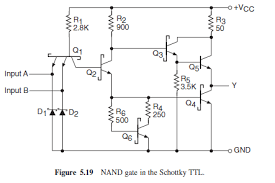 +VCC
R1
2.8K
R2
900
R3
50
Q1
Q3
Input A
Q2
R5
3.5K
Q5
Input B
Y
Q4
D1
D2
R6
500
R4
250
Q6
GND
Figure 5.19 NAND gate in the Schottky TTL.